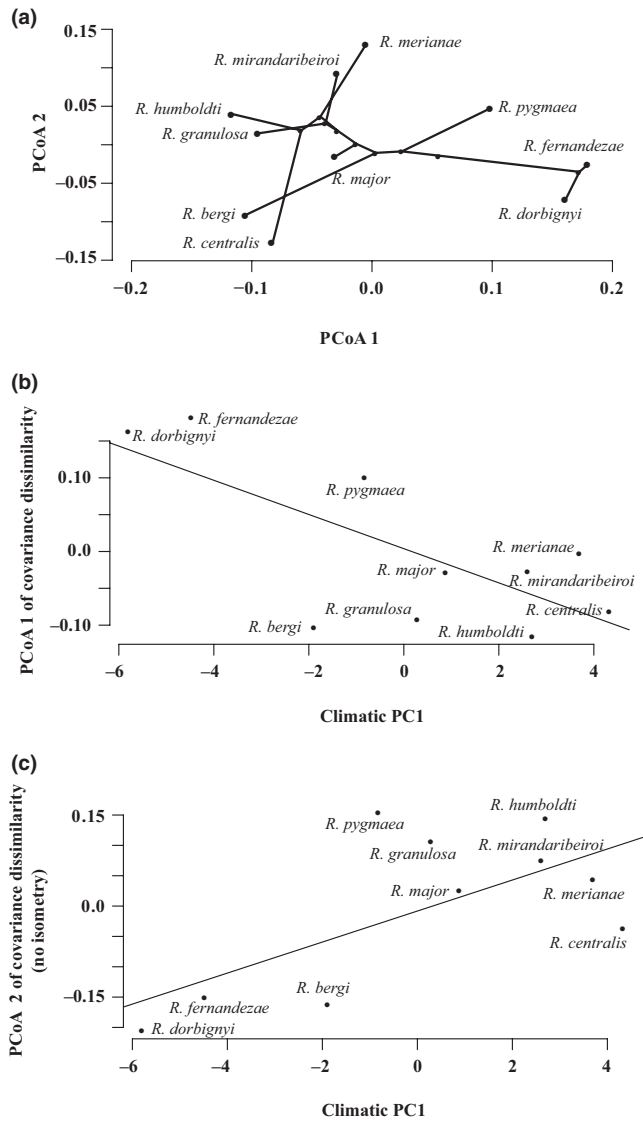 (a)
0.15
0.05
−0.05
−0.15
PCoA 2
R. merianae
R. mirandaribeiroi
R. humboldti
R. granulosa
R. pygmaea
R. fernandezae
R. major
R. bergi
R. dorbignyi
R. centralis
−0.2
−0.1
0.0
0.1
0.2
PCoA 1
(b)
PCoA 1 of covariance dissimilarity
0.10
0.0
−0.10
R. fernandezae
R. dorbignyi
R. pygmaea
R. merianae
R. major
R. mirandaribeiroi
R. granulosa
R. centralis
R. bergi
R. humboldti
−6
−4
−2
0
2
4
Climatic PC1
(c)
PCoA 2 of covariance dissimilarity
(no isometry)
0.15
0.0
−0.15
R. humboldti
R. pygmaea
R. mirandaribeiroi
R. granulosa
R. major
R. merianae
R. centralis
R. bergi
R. fernandezae
R. dorbignyi
−6
−4
−2
0
2
4
Climatic PC1